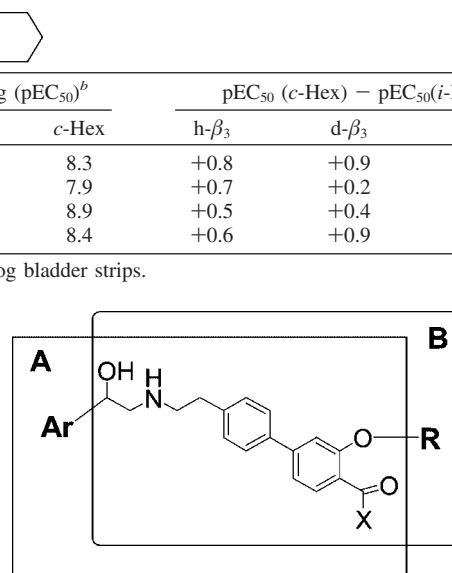 g (pEC50)b pEC50 (c-Hex) − pEC50(i-
c-Hex h-β3 d-β3
8.3 +0.8 +0.9
7.9 +0.7 +0.2
8.9 +0.5 +0.4
8.4 +0.6 +0.9
og bladder strips.
A B
OH
H
N
Ar O R
O
X